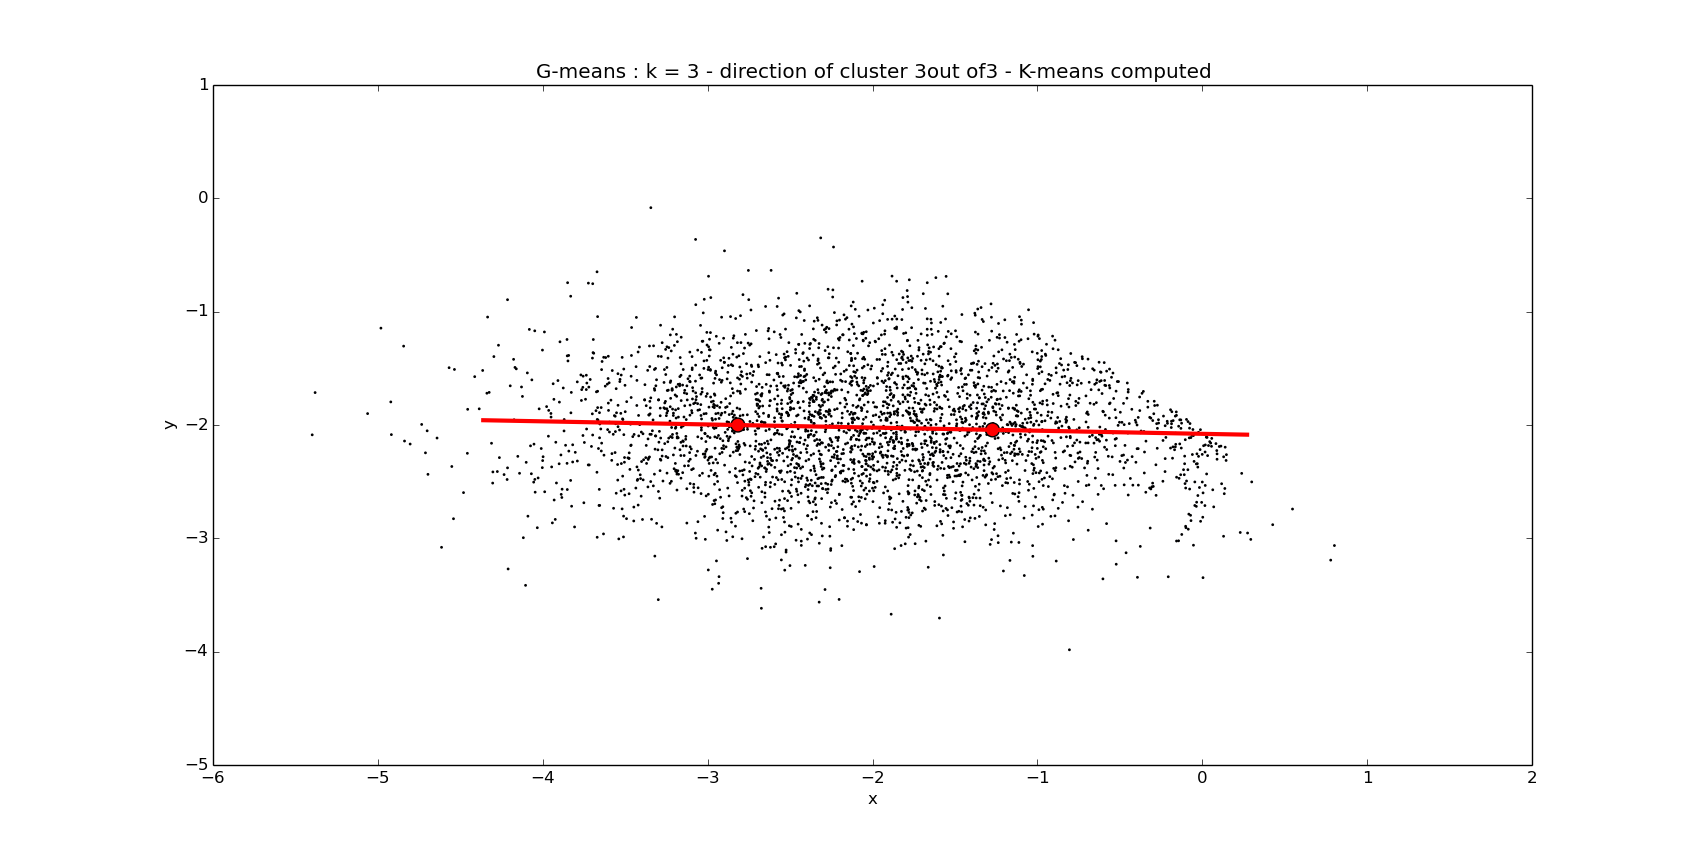 G-means : k = 3 - direction of cluster 3out of3 - K-means computed
1
0
−1
−2
−3
−4
−5
y
−6 −5 −4 −3 −2 −1 0 1 2
x